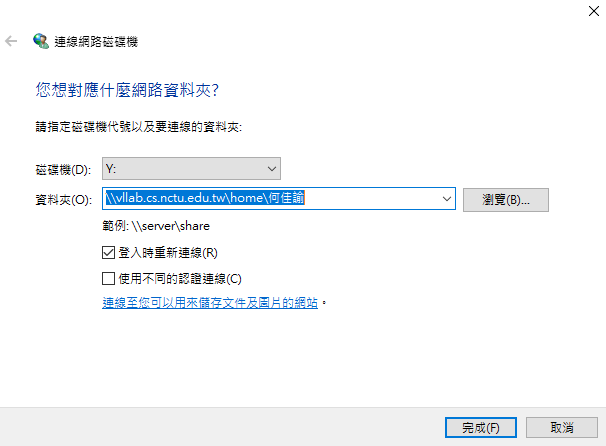 連線網路磁碟機
您想對應什麼網路資料夾?
請指定磁碟機代號以及要連線的資料夾:
磁碟機(D): Y:
資料夾(O): \\vllab.cs.nctu.edu.tw\home\何佳諭 瀏覽(B)...
範例: \\server\share
登入時重新連線(R)
使用不同的認證連線(C)
連線至您可以用來儲存文件及圖片的網站。
完成(F) 取消